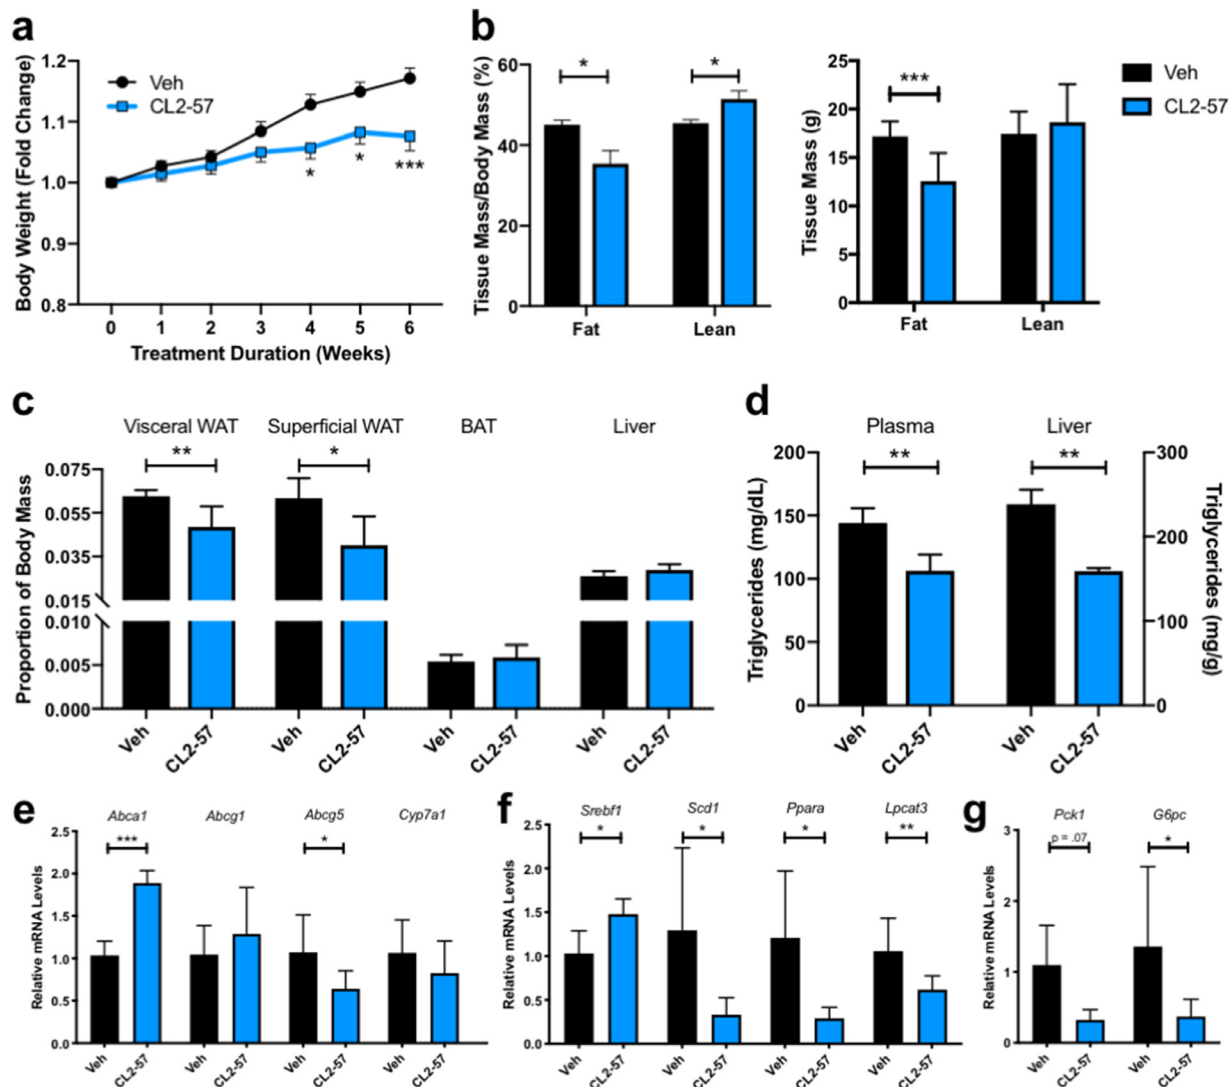 a
Body Weight (Fold Change)
1.2
1.1
1.0
0.9
0.8
Veh
CL2-57
*
*
***
0 1 2 3 4 5 6
Treatment Duration (Weeks)
b
Tissue Mass/Body Mass (%)
60
40
20
0
*
*
Fat Lean
Tissue Mass (g)
25
20
15
10
5
0
***
Fat Lean
Veh
CL2-57
c
Visceral WAT Superficial WAT BAT Liver
Proportion of Body Mass
0.075
0.055
0.035
0.015
0.010
0.005
0.000
**
*
Veh CL2-57 Veh CL2-57 Veh CL2-57 Veh CL2-57
d
Plasma Liver
Triglycerides (mg/dL)
200
150
100
50
0
**
**
300
200
100
0
Triglycerides (mg/g)
Veh CL2-57 Veh CL2-57
e
Abca1 Abcg1 Abcg5 Cyp7a1
Relative mRNA Levels
2.5
2.0
1.5
1.0
0.5
0.0
***
*
Veh CL2-57 Veh CL2-57 Veh CL2-57 Veh CL2-57
f
Srebf1 Scd1 Ppara Lpcat3
Relative mRNA Levels
2.5
2.0
1.5
1.0
0.5
0.0
*
*
*
**
Veh CL2-57 Veh CL2-57 Veh CL2-57 Veh CL2-57
g
Pck1 G6pc
Relative mRNA Levels
3
2
1
0
p = .07
*
Veh CL2-57 Veh CL2-57